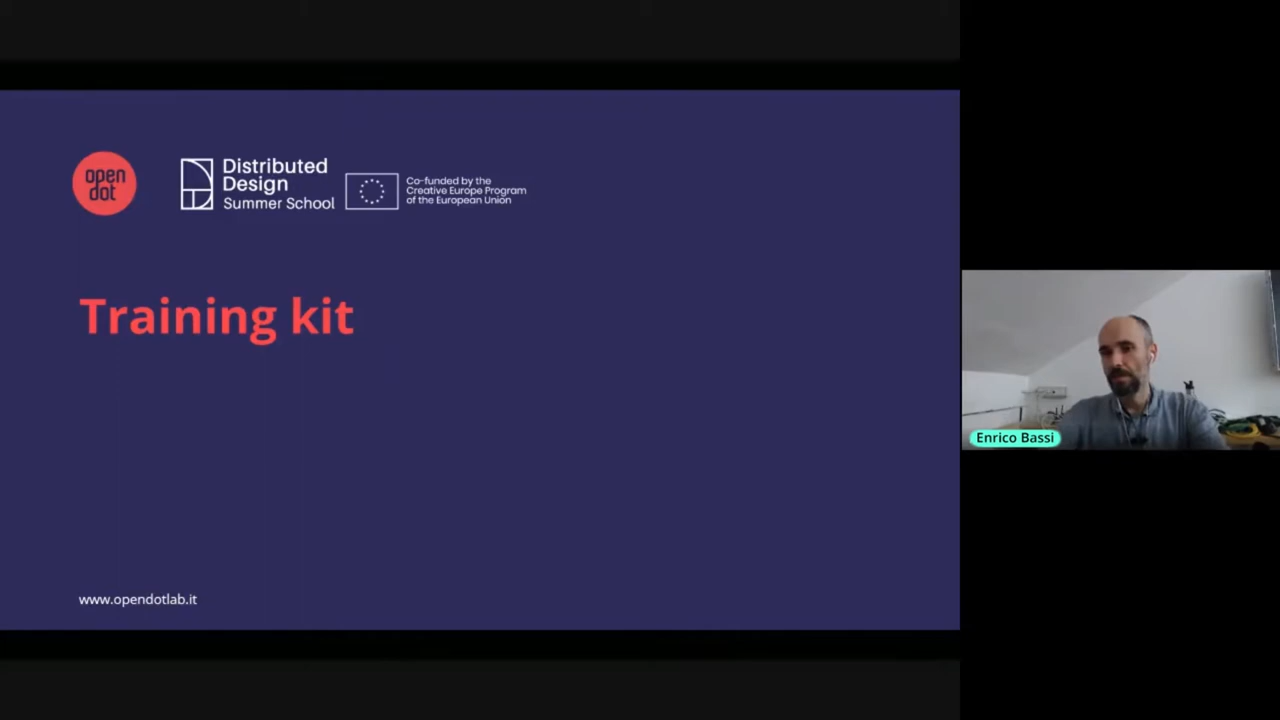 open
dot
Distributed
Design
Summer School
Co-funded by the
Creative Europe Program
of the European Union
Training kit
www.opendotlab.it
Enrico Bassi